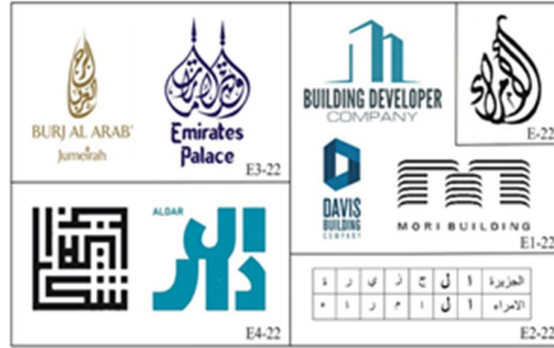 BURJ AL ARAB
Jumeirah
Emirates
Palace
E3-22
BUILDING DEVELOPER
COMPANY
E-22
DAVIS
BUILDING
COMPANY
MORI BUILDING
E1-22
ALDAR
الدار
E4-22
الجزيرة ا ل ج ز ي ر ة
الامراء ا ل ا م ر ا ء
E2-22